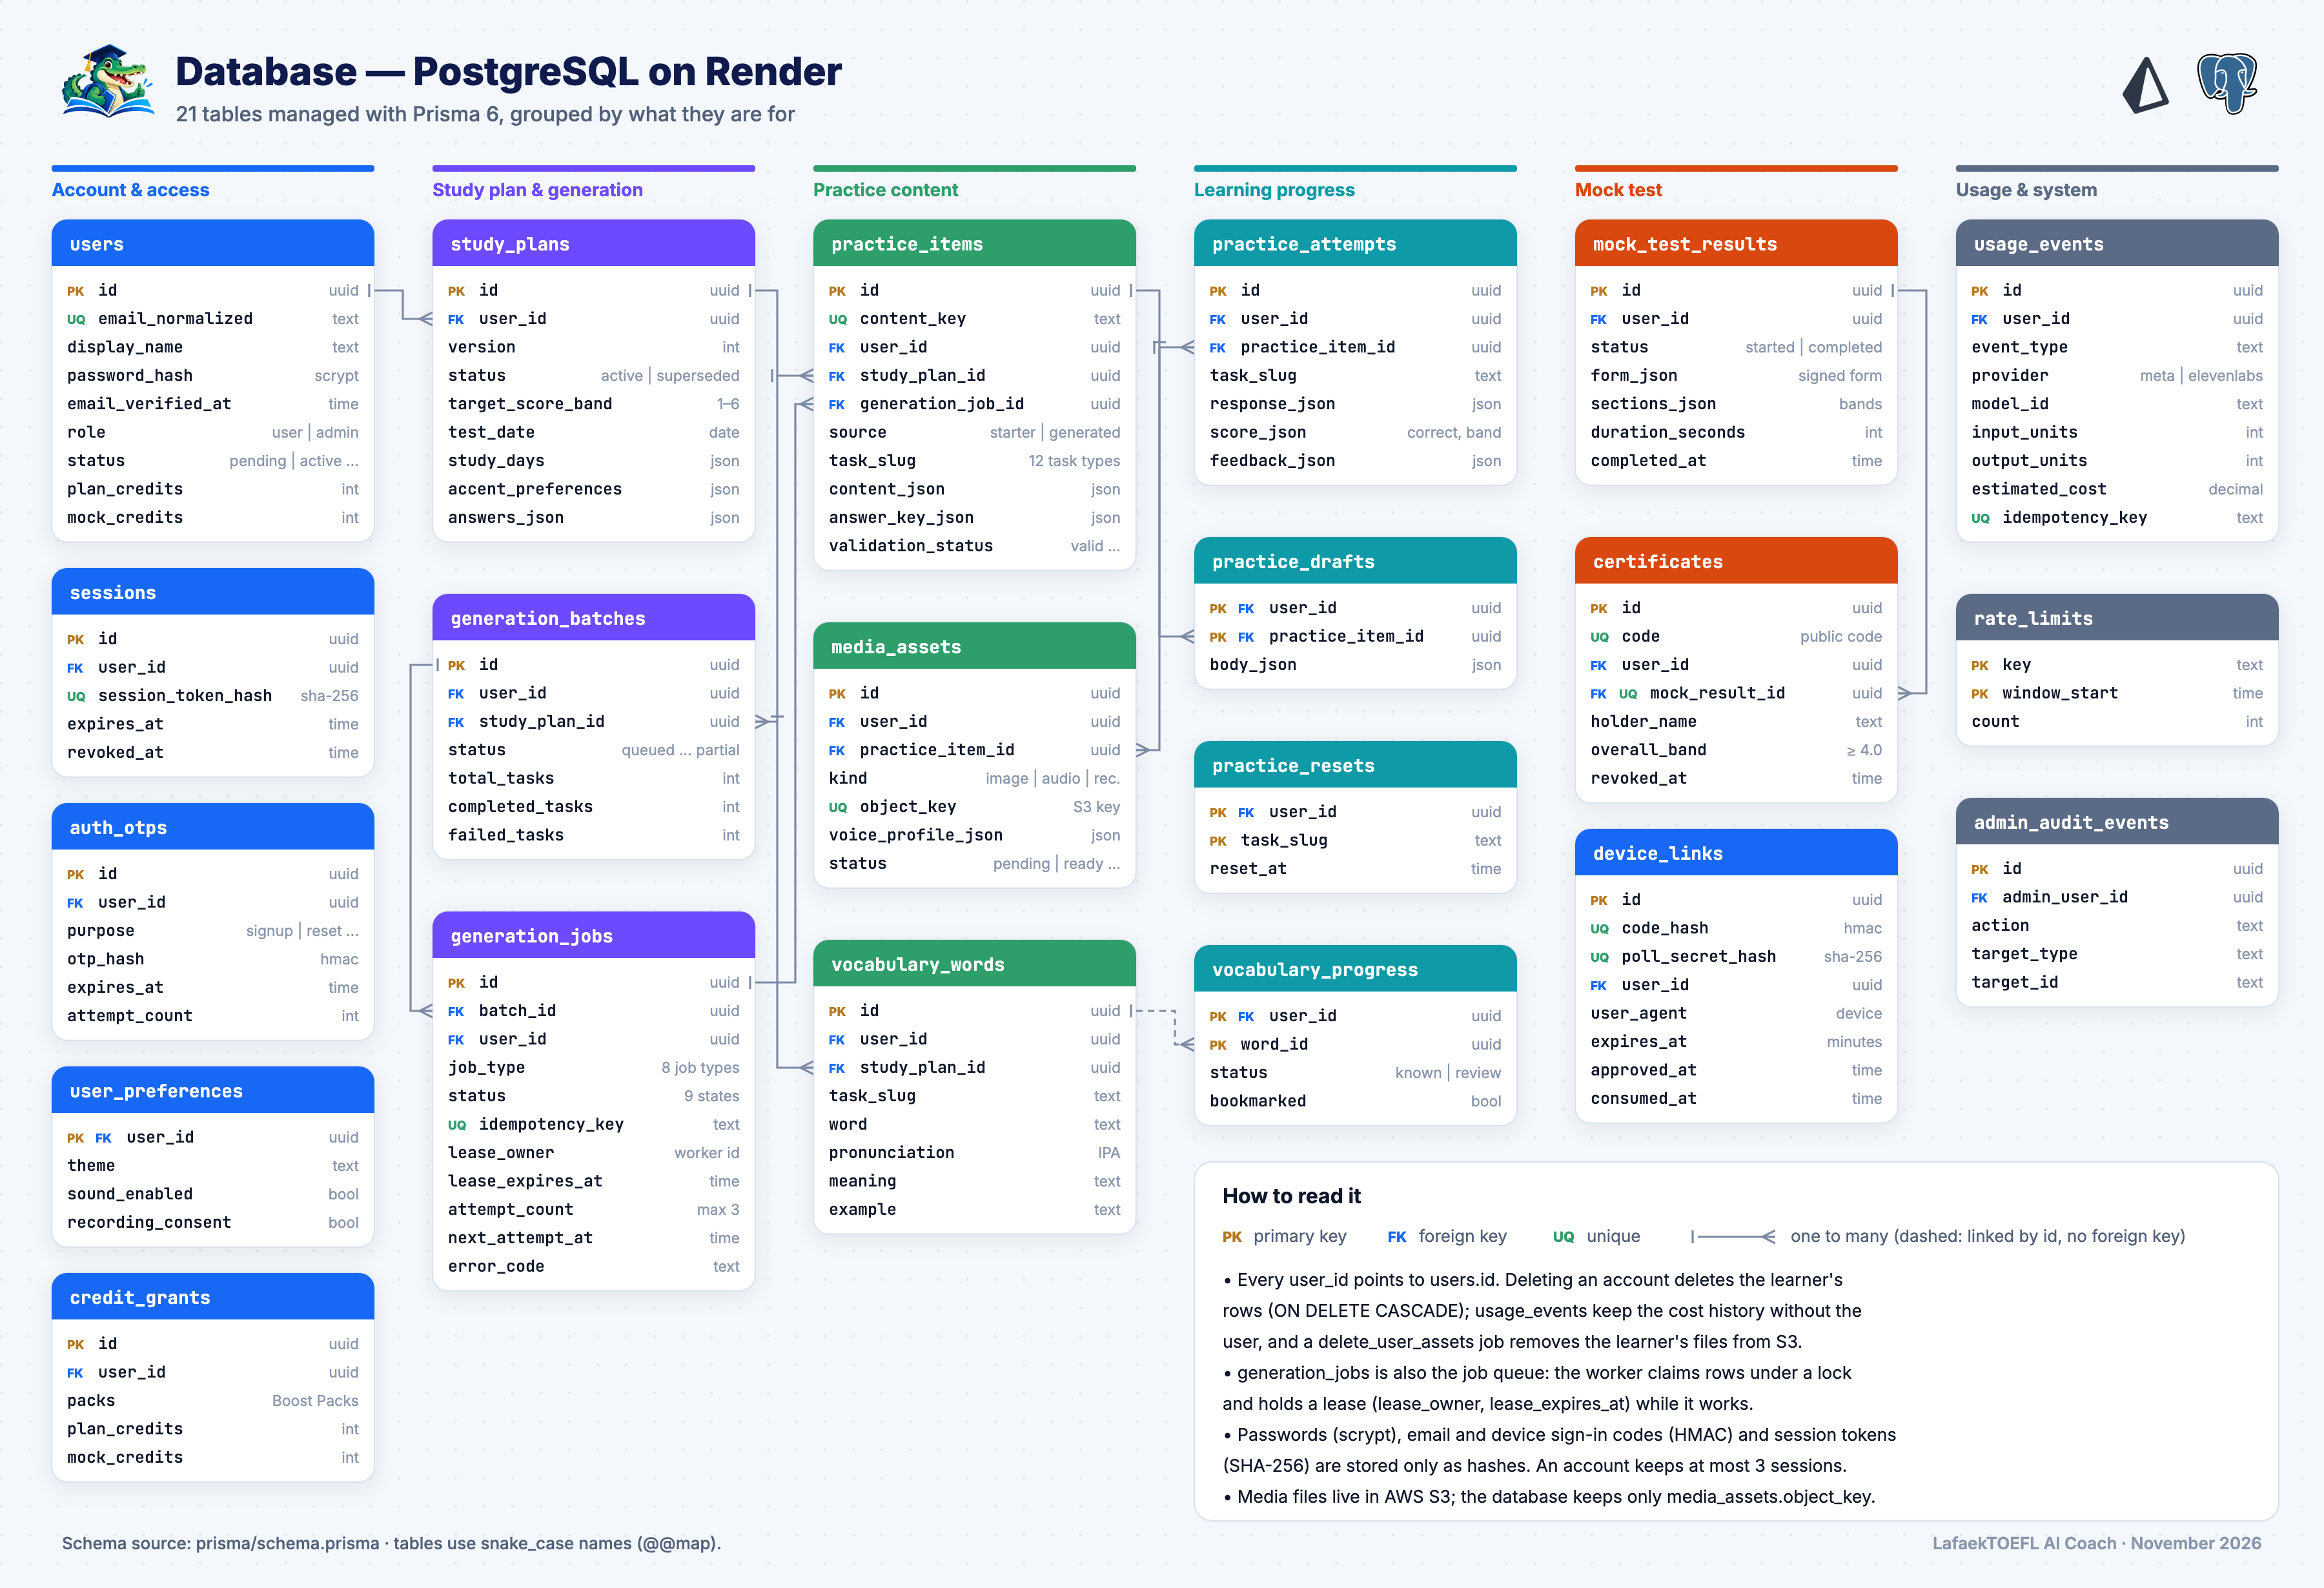 Database — PostgreSQL on Render
21 tables managed with Prisma 6, grouped by what they are for
Account & access
users
PK id uuid
UQ email_normalized text
display_name text
password_hash scrypt
email_verified_at time
role user | admin
status pending | active ...
plan_credits int
mock_credits int
sessions
PK id uuid
FK user_id uuid
UQ session_token_hash sha-256
expires_at time
revoked_at time
auth_otps
PK id uuid
FK user_id uuid
purpose signup | reset ...
otp_hash hmac
expires_at time
attempt_count int
user_preferences
PK FK user_id uuid
theme text
sound_enabled bool
recording_consent bool
credit_grants
PK id uuid
FK user_id uuid
packs Boost Packs
plan_credits int
mock_credits int
Study plan & generation
study_plans
PK id uuid
FK user_id uuid
version int
status active | superseded
target_score_band 1–6
test_date date
study_days json
accent_preferences json
answers_json json
generation_batches
PK id uuid
FK user_id uuid
FK study_plan_id uuid
status queued ... partial
total_tasks int
completed_tasks int
failed_tasks int
generation_jobs
PK id uuid
FK batch_id uuid
FK user_id uuid
job_type 8 job types
status 9 states
UQ idempotency_key text
lease_owner worker id
lease_expires_at time
attempt_count max 3
next_attempt_at time
error_code text
Practice content
practice_items
PK id uuid
UQ content_key text
FK user_id uuid
FK study_plan_id uuid
FK generation_job_id uuid
source starter | generated
task_slug 12 task types
content_json json
answer_key_json json
validation_status valid ...
media_assets
PK id uuid
FK user_id uuid
FK practice_item_id uuid
kind image | audio | rec.
UQ object_key S3 key
voice_profile_json json
status pending | ready ...
vocabulary_words
PK id uuid
FK user_id uuid
FK study_plan_id uuid
task_slug text
word text
pronunciation IPA
meaning text
example text
Learning progress
practice_attempts
PK id uuid
FK user_id uuid
FK practice_item_id uuid
task_slug text
response_json json
score_json correct, band
feedback_json json
practice_drafts
PK FK user_id uuid
PK FK practice_item_id uuid
body_json json
practice_resets
PK FK user_id uuid
PK task_slug text
reset_at time
vocabulary_progress
PK FK user_id uuid
PK word_id uuid
status known | review
bookmarked bool
Mock test
mock_test_results
PK id uuid
FK user_id uuid
status started | completed
form_json signed form
sections_json bands
duration_seconds int
completed_at time
certificates
PK id uuid
UQ code public code
FK user_id uuid
FK UQ mock_result_id uuid
holder_name text
overall_band ≥ 4.0
revoked_at time
device_links
PK id uuid
UQ code_hash hmac
UQ poll_secret_hash sha-256
FK user_id uuid
user_agent device
expires_at minutes
approved_at time
consumed_at time
Usage & system
usage_events
PK id uuid
FK user_id uuid
event_type text
provider meta | elevenlabs
model_id text
input_units int
output_units int
estimated_cost decimal
UQ idempotency_key text
rate_limits
PK key text
PK window_start time
count int
admin_audit_events
PK id uuid
FK admin_user_id uuid
action text
target_type text
target_id text
How to read it
PK primary key FK foreign key UQ unique one to many (dashed: linked by id, no foreign key)
• Every user_id points to users.id. Deleting an account deletes the learner's
rows (ON DELETE CASCADE); usage_events keep the cost history without the
user, and a delete_user_assets job removes the learner's files from S3.
• generation_jobs is also the job queue: the worker claims rows under a lock
and holds a lease (lease_owner, lease_expires_at) while it works.
• Passwords (scrypt), email and device sign-in codes (HMAC) and session tokens
(SHA-256) are stored only as hashes. An account keeps at most 3 sessions.
• Media files live in AWS S3; the database keeps only media_assets.object_key.
Schema source: prisma/schema.prisma · tables use snake_case names (@@map).
LafaekTOEFL AI Coach · November 2026